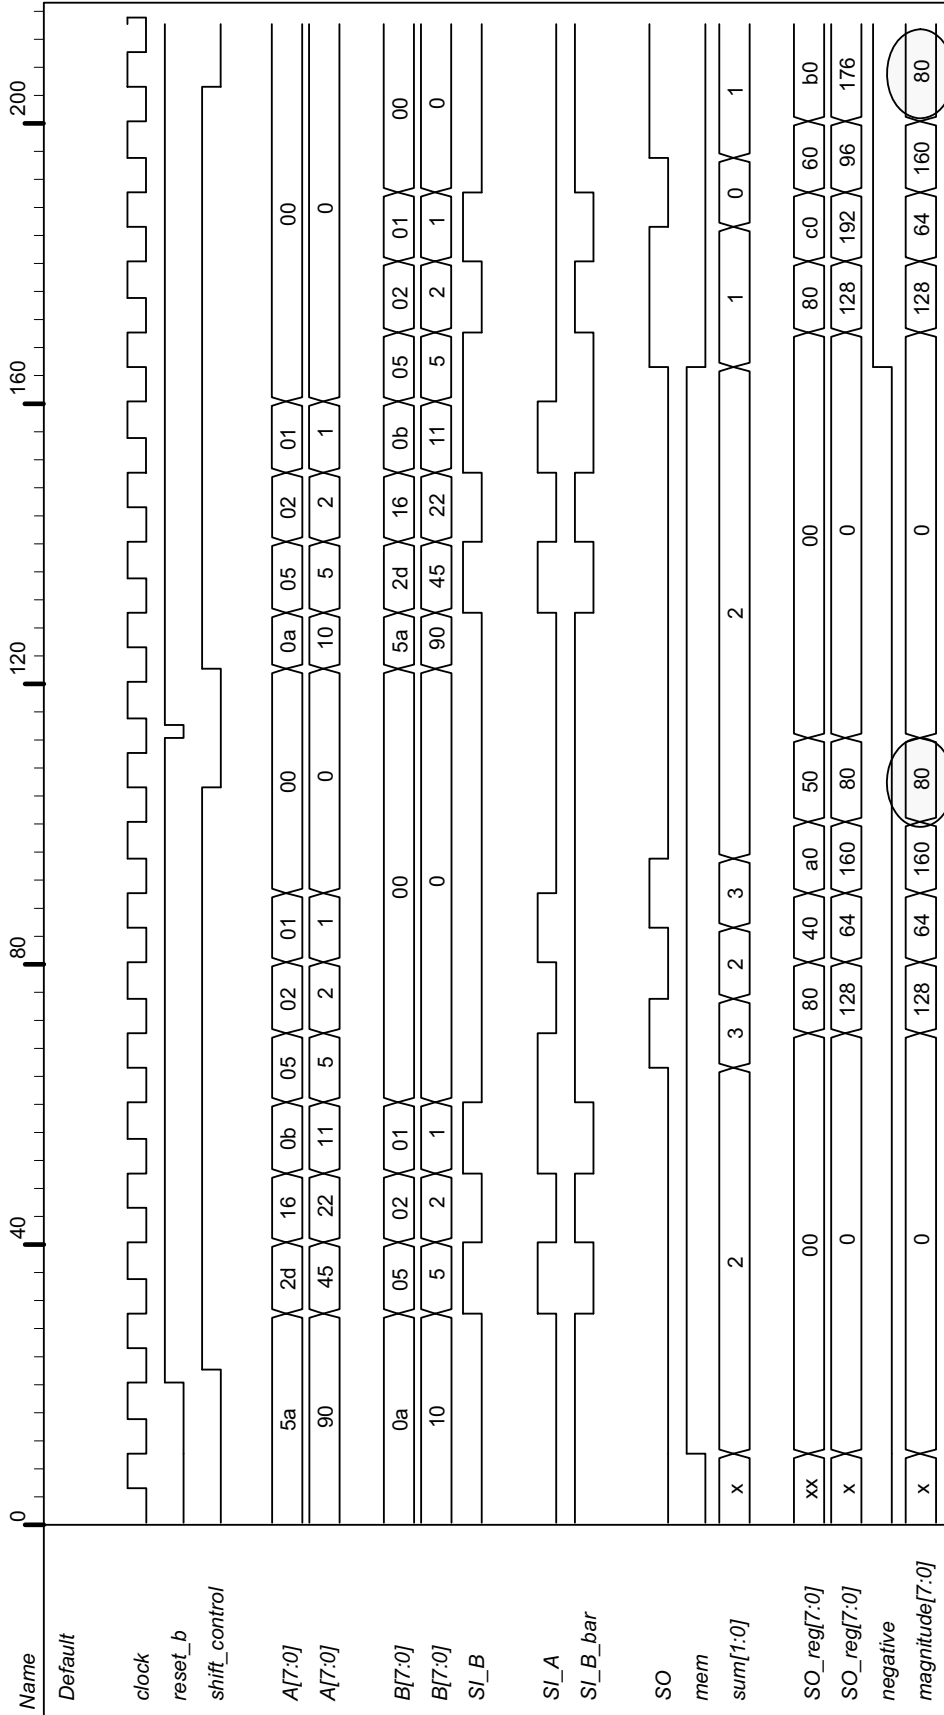 Name 0 40 80 120 160 200
Default
clock
reset_b
shift_control
A[7:0] 5a 2d 16 0b 05 02 01 00 0a 05 02 01 00
A[7:0] 90 45 22 11 5 2 1 0 10 5 2 1 0
B[7:0] 0a 05 02 01 00 5a 2d 16 0b 05 02 01 00
B[7:0] 10 5 2 1 0 90 45 22 11 5 2 1 0
SI_B
SI_A
SI_B_bar
SO
mem
sum[1:0] x 2 3 2 3 2 1 0 1
SO_reg[7:0] xx 00 80 40 a0 50 00 80 c0 60 b0
SO_reg[7:0] x 0 128 64 160 80 0 128 192 96 176
negative
magnitude[7:0] x 0 128 64 160 80 0 128 64 160 80